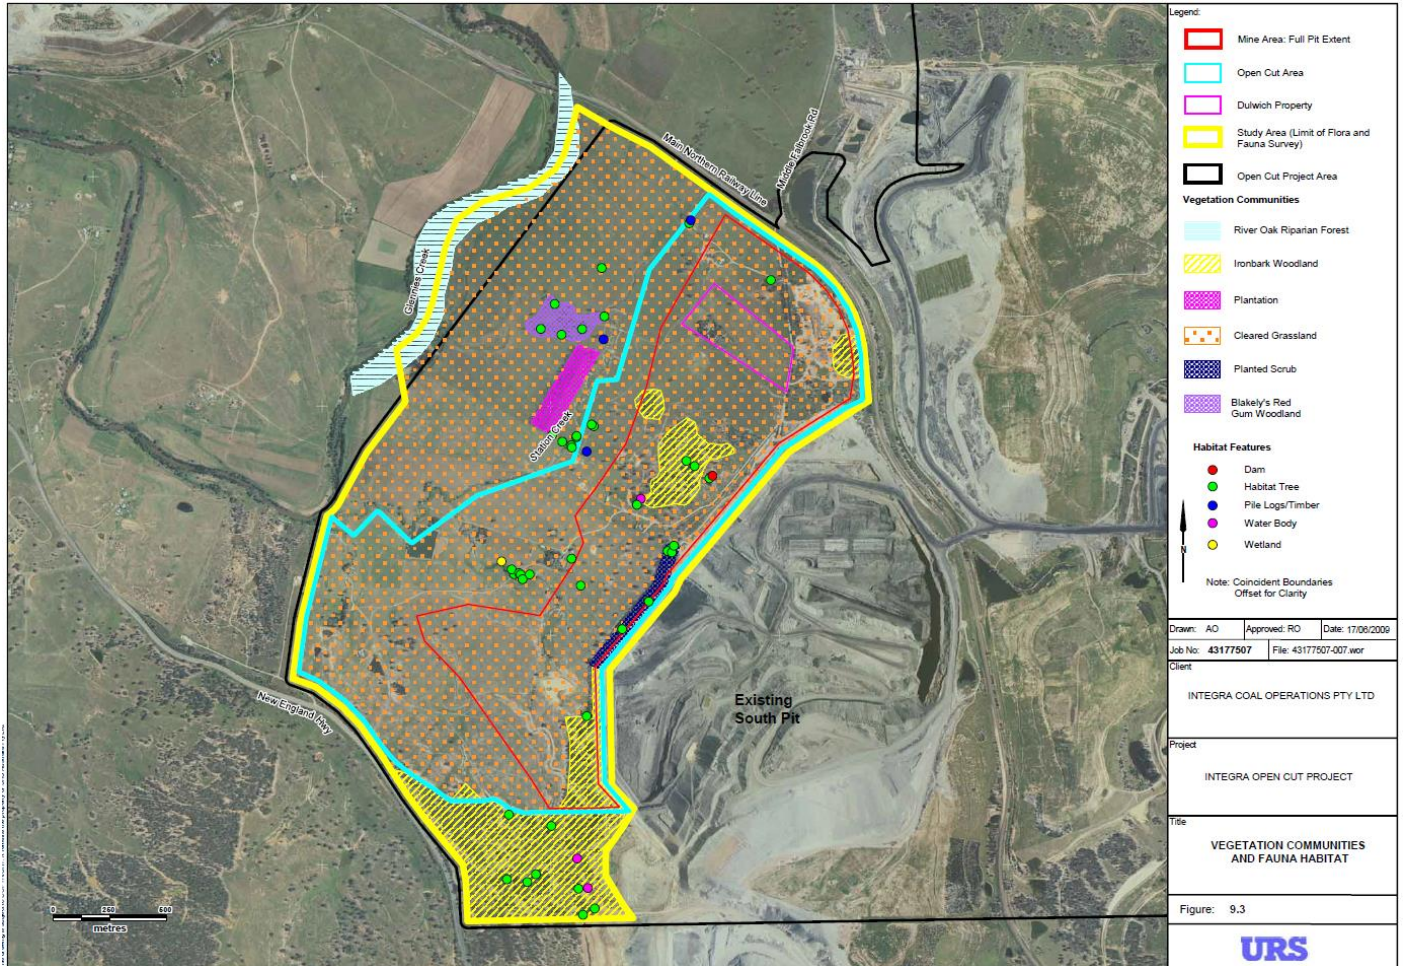 Main Northern Railway Line
Middle Falbrook Rd
Glennies Creek
Station Creek
New England Hwy
Existing
South Pit
0 250 500
metres
Legend:
Mine Area: Full Pit Extent
Open Cut Area
Dulwich Property
Study Area (Limit of Flora and
Fauna Survey)
Open Cut Project Area
Vegetation Communities
River Oak Riparian Forest
Ironbark Woodland
Plantation
Cleared Grassland
Planted Scrub
Blakely's Red
Gum Woodland
Habitat Features
Dam
Habitat Tree
Pile Logs/Timber
Water Body
Wetland
N
Note: Coincident Boundaries
Offset for Clarity
Drawn: AO Approved: RO Date: 17/06/2009
Job No: 43177507 File: 43177507-007.wor
Client
INTEGRA COAL OPERATIONS PTY LTD
Project
INTEGRA OPEN CUT PROJECT
Title
VEGETATION COMMUNITIES
AND FAUNA HABITAT
Figure: 9.3
URS